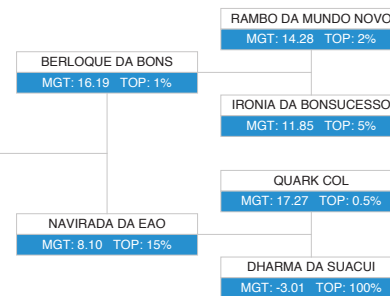 RAMBO DA MUNDO NOVO
MGT: 14.28 TOP: 2%
BERLOQUE DA BONS
MGT: 16.19 TOP: 1%
IRONIA DA BONSUCESSO
MGT: 11.85 TOP: 5%
QUARK COL
MGT: 17.27 TOP: 0.5%
NAVIRADA DA EAO
MGT: 8.10 TOP: 15%
DHARMA DA SUACUI
MGT: -3.01 TOP: 100%